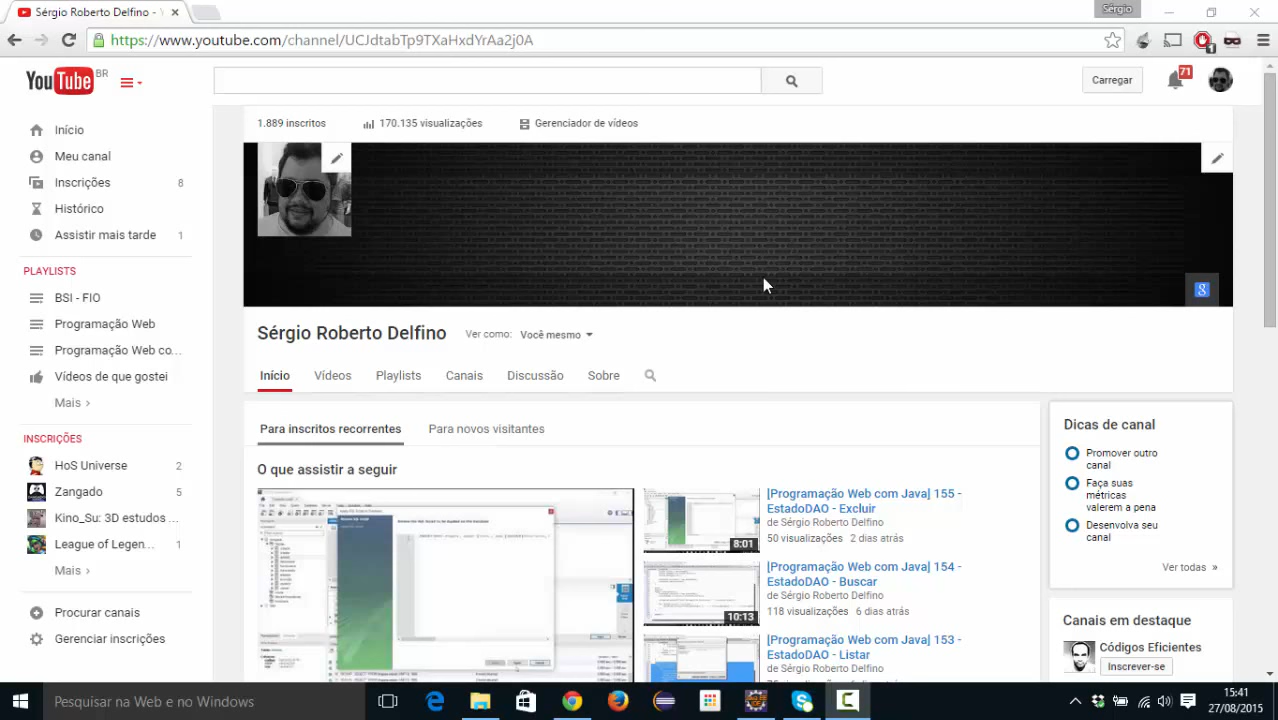 Sérgio Roberto Delfino -
Sérgio
https://www.youtube.com/channel/UCJdtabTp9TXaHxdYrAa2j0A
1
YouTube BR
Carregar
71
1.889 inscritos
170.135 visualizações
Gerenciador de vídeos
Início
Meu canal
Inscrições 8
Histórico
Assistir mais tarde 1
PLAYLISTS
BSI - FIO
Programação Web
Programação Web co...
Vídeos de que gostei
Mais ›
INSCRIÇÕES
HoS Universe 2
Zangado 5
Kino_Su: 3D estudos ...
League of Legen... 1
Mais ›
Procurar canais
Gerenciar inscrições
8
Sérgio Roberto Delfino
Ver como: Você mesmo
Início Vídeos Playlists Canais Discussão Sobre
Para inscritos recorrentes
Para novos visitantes
O que assistir a seguir
[Programação Web com Java] 155 -
EstadoDAO - Excluir
de Sérgio Roberto Delfino
50 visualizações 2 dias atrás
8:01
[Programação Web com Java] 154 -
EstadoDAO - Buscar
de Sérgio Roberto Delfino
118 visualizações 6 dias atrás
10:13
[Programação Web com Java] 153 -
EstadoDAO - Listar
de Sérgio Roberto Delfino
Dicas de canal
Promover outro
canal
Faça suas
métricas
valerem a pena
Desenvolva seu
canal
Ver todas »
Canais em destaque
Códigos Eficientes
Inscrever-se
Pesquisar na Web e no Windows
15:41
27/08/2015